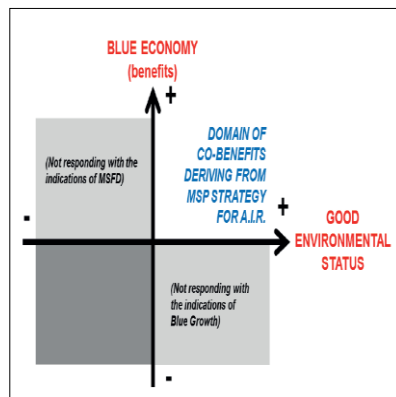 BLUE ECONOMY
(benefits)
+
DOMAIN OF
CO-BENEFITS
DERIVING FROM
MSP STRATEGY
FOR A.I.R.
(Not responding with the
indications of MSFD)
-
+
GOOD
ENVIRONMENTAL
STATUS
(Not responding with
the indications of
Blue Growth)
-